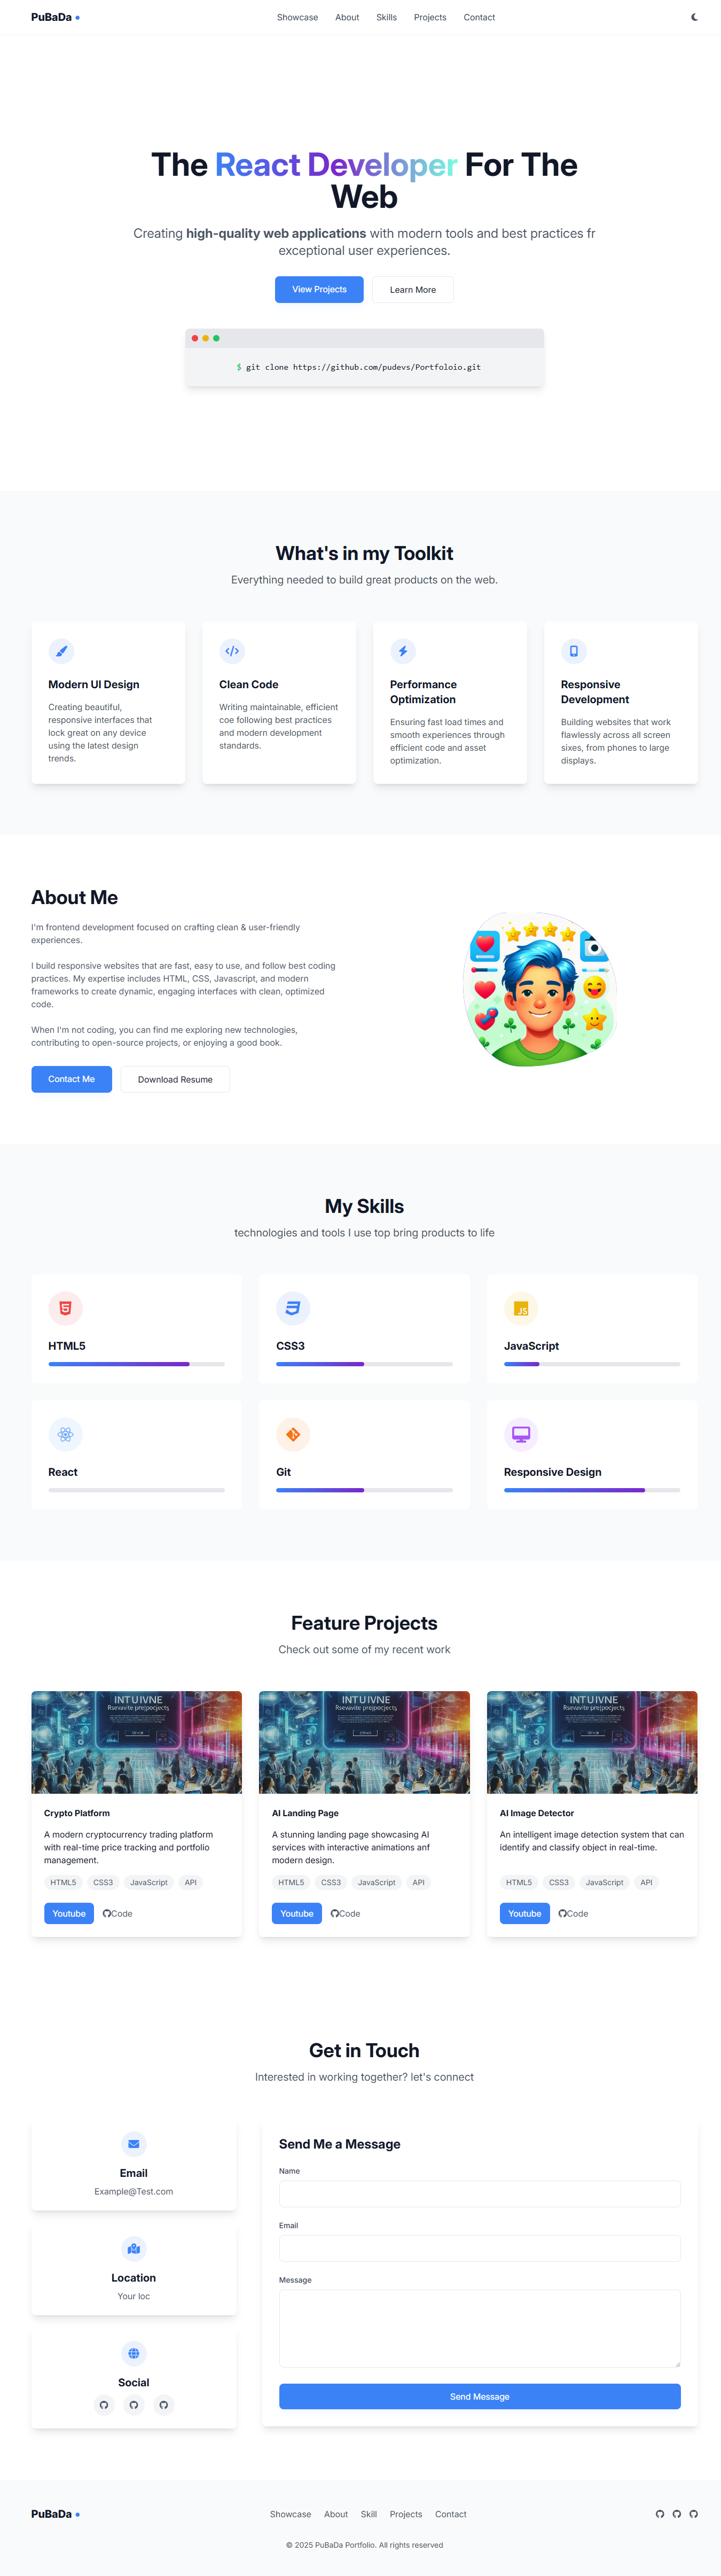 PuBaDa
Showcase About Skills Projects Contact
The React Developer For The
Web
Creating high-quality web applications with modern tools and best practices fr
exceptional user experiences.
View Projects Learn More
$ git clone https://github.com/pudevs/Portfoloio.git
What's in my Toolkit
Everything needed to build great products on the web.
Modern UI Design
Creating beautiful,
responsive interfaces that
lock great on any device
using the latest design
trends.
Clean Code
Writing maintainable, efficient
coe following best practices
and modern development
standards.
Performance
Optimization
Ensuring fast load times and
smooth experiences through
efficient code and asset
optimization.
Responsive
Development
Building websites that work
flawlessly across all screen
sixes, from phones to large
displays.
About Me
I'm frontend development focused on crafting clean & user-friendly
experiences.
I build responsive websites that are fast, easy to use, and follow best coding
practices. My expertise includes HTML, CSS, Javascript, and modern
frameworks to create dynamic, engaging interfaces with clean, optimized
code.
When I'm not coding, you can find me exploring new technologies,
contributing to open-source projects, or enjoying a good book.
Contact Me Download Resume
My Skills
technologies and tools I use top bring products to life
HTML5
CSS3
JS
JavaScript
React
Git
Responsive Design
Feature Projects
Check out some of my recent work
INTUIVNE
Rsevavite prejpocjects
Crypto Platform
A modern cryptocurrency trading platform
with real-time price tracking and portfolio
management.
HTML5 CSS3 JavaScript API
Youtube Code
INTUIVNE
Rsevavite prejpocjects
AI Landing Page
A stunning landing page showcasing AI
services with interactive animations anf
modern design.
HTML5 CSS3 JavaScript API
Youtube Code
INTUIVNE
Rsevavite prejpocjects
AI Image Detector
An intelligent image detection system that can
identify and classify object in real-time.
HTML5 CSS3 JavaScript API
Youtube Code
Get in Touch
Interested in working together? let's connect
Email
Example@Test.com
Location
Your loc
Social
Send Me a Message
Name
Email
Message
Send Message
PuBaDa
Showcase About Skill Projects Contact
© 2025 PuBaDa Portfolio. All rights reserved